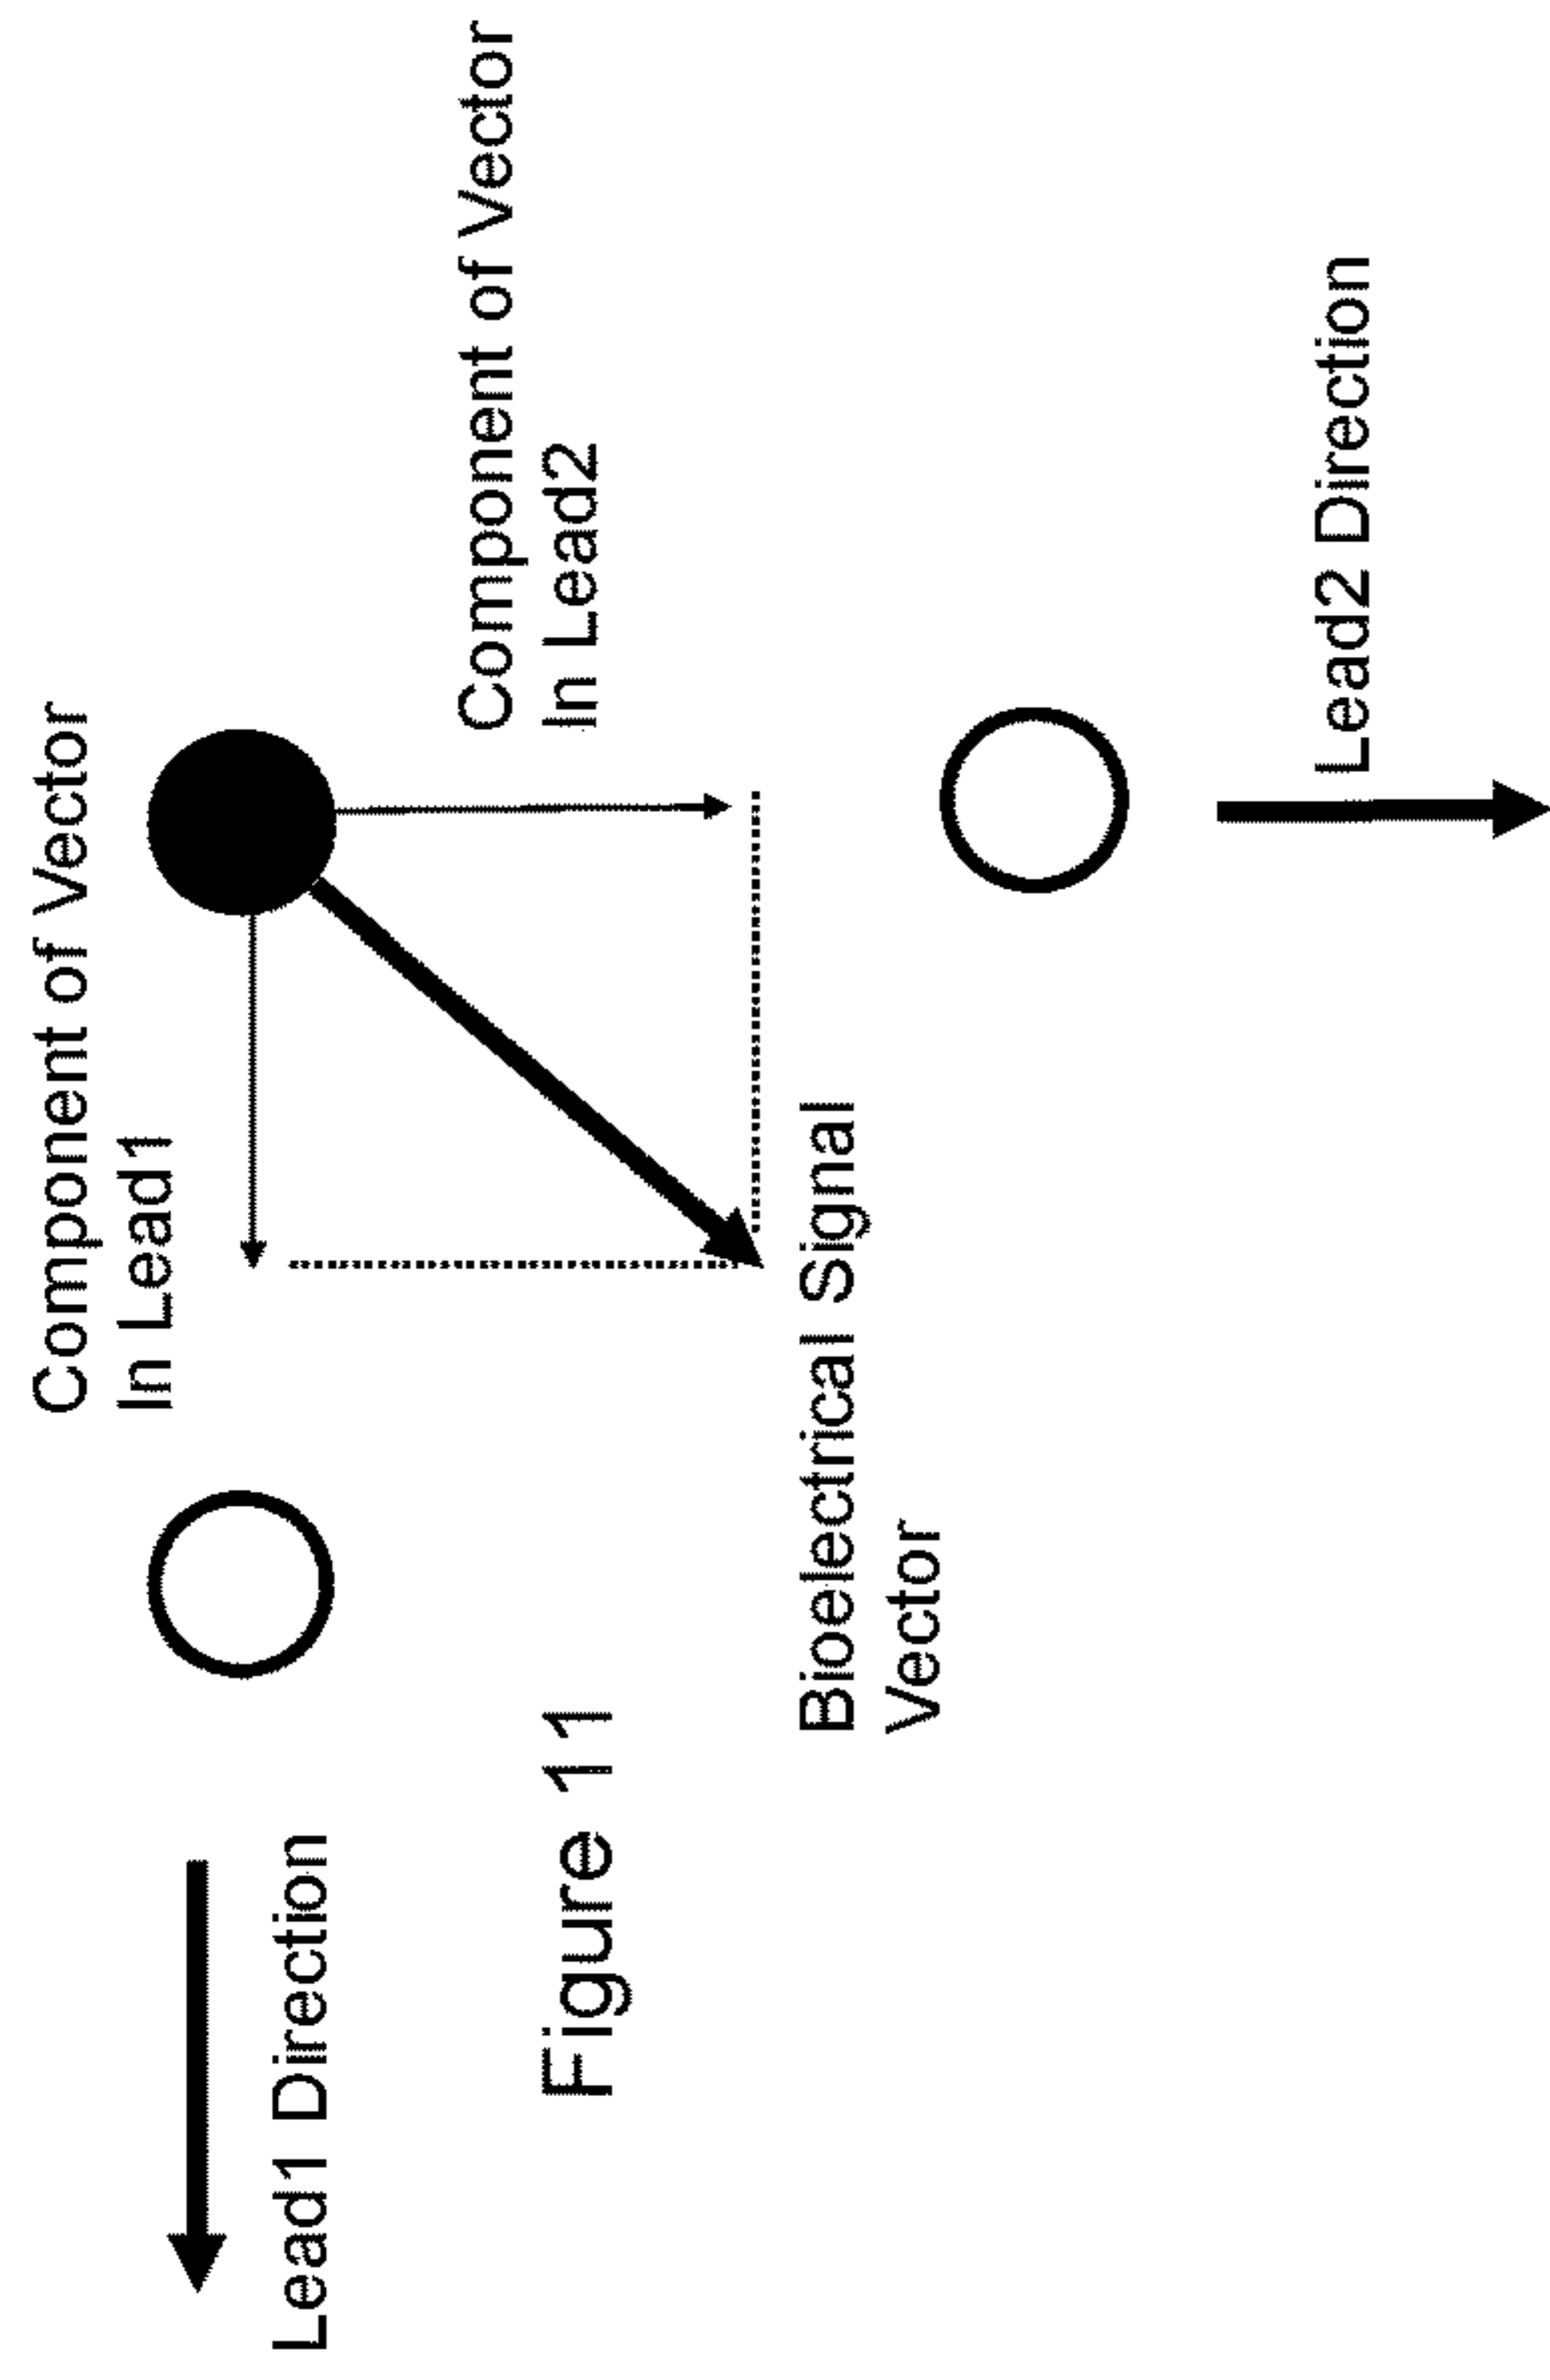 Component of Vector
In Lead1
Component of Vector
In Lead2
Lead1 Direction
Figure 11
Bioelectrical Signal
Vector
Lead2 Direction